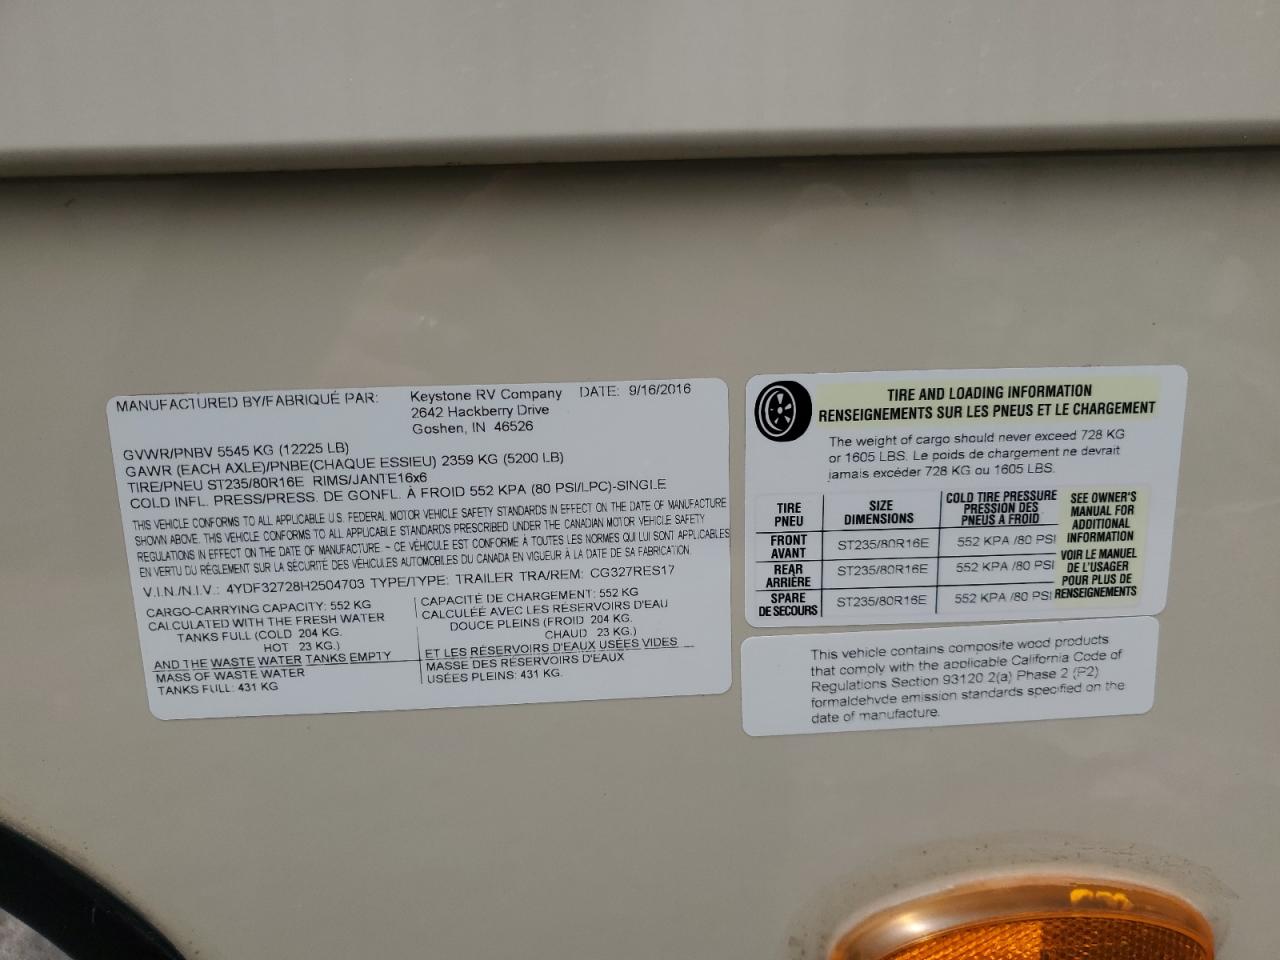 MANUFACTURED BY/FABRIQUÉ PAR: Keystone RV Company DATE: 9/16/2016
2642 Hackberry Drive
Goshen, IN 46526
GVWR/PNBV 5545 KG (12225 LB)
GAWR (EACH AXLE)/PNBE(CHAQUE ESSIEU) 2359 KG (5200 LB)
TIRE/PNEU ST235/80R16E RIMS/JANTE16x6
COLD INFL. PRESS/PRESS. DE GONFL. À FROID 552 KPA (80 PSI/LPC)-SINGLE
THIS VEHICLE CONFORMS TO ALL APPLICABLE U.S. FEDERAL MOTOR VEHICLE SAFETY STANDARDS IN EFFECT ON THE DATE OF MANUFACTURE
SHOWN ABOVE. THIS VEHICLE CONFORMS TO ALL APPLICABLE STANDARDS PRESCRIBED UNDER THE CANADIAN MOTOR VEHICLE SAFETY
REGULATIONS IN EFFECT ON THE DATE OF MANUFACTURE - CE VÉHICULE EST CONFORME À TOUTES LES NORMES QUI LUI SONT APPLICABLES
EN VERTU DU RÈGLEMENT SUR LA SÉCURITÉ DES VÉHICULES AUTOMOBILES DU CANADA EN VIGUEUR À LA DATE DE SA FABRICATION.
V.I.N./N.I.V.: 4YDF32728H2504703 TYPE/TYPE: TRAILER TRA/REM: CG327RES17
CARGO-CARRYING CAPACITY: 552 KG
CALCULATED WITH THE FRESH WATER
TANKS FULL (COLD 204 KG.
HOT 23 KG.)
AND THE WASTE WATER TANKS EMPTY
MASS OF WASTE WATER
TANKS FULL: 431 KG
CAPACITÉ DE CHARGEMENT: 552 KG
CALCULÉE AVEC LES RÉSERVOIRS D'EAU
DOUCE PLEINS (FROID 204 KG.
CHAUD 23 KG.)
ET LES RÉSERVOIRS D'EAUX USÉES VIDES
MASSE DES RÉSERVOIRS D'EAUX
USÉES PLEINS: 431 KG.
TIRE AND LOADING INFORMATION
RENSEIGNEMENTS SUR LES PNEUS ET LE CHARGEMENT
The weight of cargo should never exceed 728 KG
or 1605 LBS. Le poids de chargement ne devrait
jamais excéder 728 KG ou 1605 LBS.
TIRE SIZE COLD TIRE PRESSURE
PNEU DIMENSIONS PRESSION DES
PNEUS A FROID
FRONT
AVANT ST235/80R16E 552 KPA /80 PSI
REAR
ARRIÈRE ST235/80R16E 552 KPA /80 PSI
SPARE
DE SECOURS ST235/80R16E 552 KPA /80 PSI
SEE OWNER'S
MANUAL FOR
ADDITIONAL
INFORMATION
VOIR LE MANUEL
DE L'USAGER
POUR PLUS DE
RENSEIGNEMENTS
This vehicle contains composite wood products
that comply with the applicable California Code of
Regulations Section 93120.2(a) Phase 2 (P2)
formaldehyde emission standards specified on the
date of manufacture.